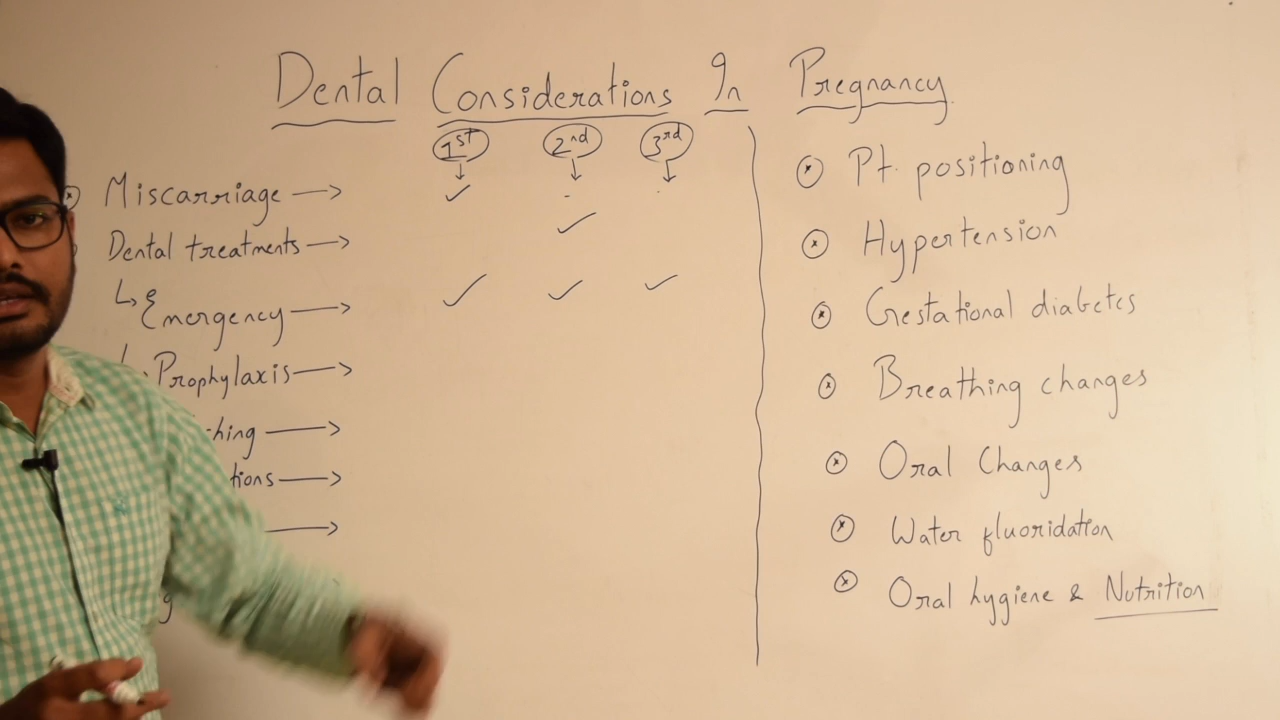 Dental Considerations In Pregnancy
1st 2nd 3rd
Miscarriage → ✓
Dental treatments → ✓
↳ Emergency → ✓ ✓ ✓
Prophylaxis →
Pt. positioning
Hypertension
Gestational diabetes
Breathing changes
Oral Changes
Water fluoridation
Oral hygiene & Nutrition